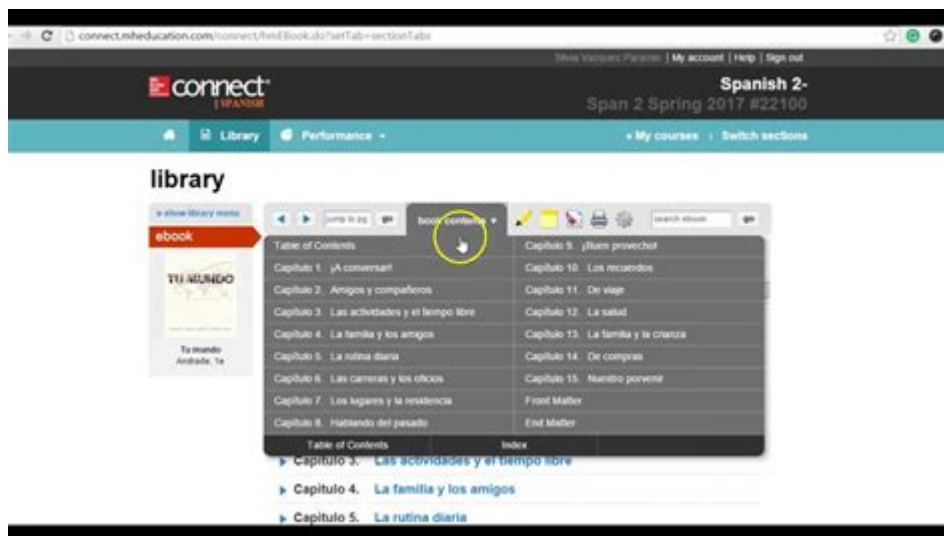 connect.mheducation.com/connect/hmEBook.do?setTab=sectionTabs
My account | Help | Sign out
connect
SPANISH
Spanish 2-
Span 2 Spring 2017 #22100
Library Performance
My courses Switch sections
library
show library menu
ebook
TU MUNDO
Tu mundo
Andrade, 1e
jump to pg go book contents search ebook go
Table of Contents
Capítulo 1. ¡A conversar!
Capítulo 2. Amigos y compañeros
Capítulo 3. Las actividades y el tiempo libre
Capítulo 4. La familia y los amigos
Capítulo 5. La rutina diaria
Capítulo 6. Las carreras y los oficios
Capítulo 7. Los lugares y la residencia
Capítulo 8. Hablando del pasado
Capítulo 9. ¡Buen provecho!
Capítulo 10. Los recuerdos
Capítulo 11. De viaje
Capítulo 12. La salud
Capítulo 13. La familia y la crianza
Capítulo 14. De compras
Capítulo 15. Nuestro porvenir
Front Matter
End Matter
Table of Contents Index
Capítulo 3. Las actividades y el tiempo libre
Capítulo 4. La familia y los amigos
Capítulo 5. La rutina diaria